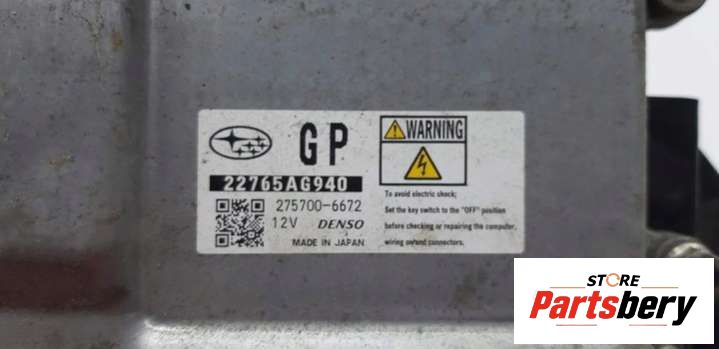 GP
22765AG940
275700-6672
12V DENSO
MADE IN JAPAN
WARNING
To avoid electric shock;
Set the key switch to the "OFF" position
before checking or repairing the computer,
wiring or/and connectors.
STORE
Partsbery